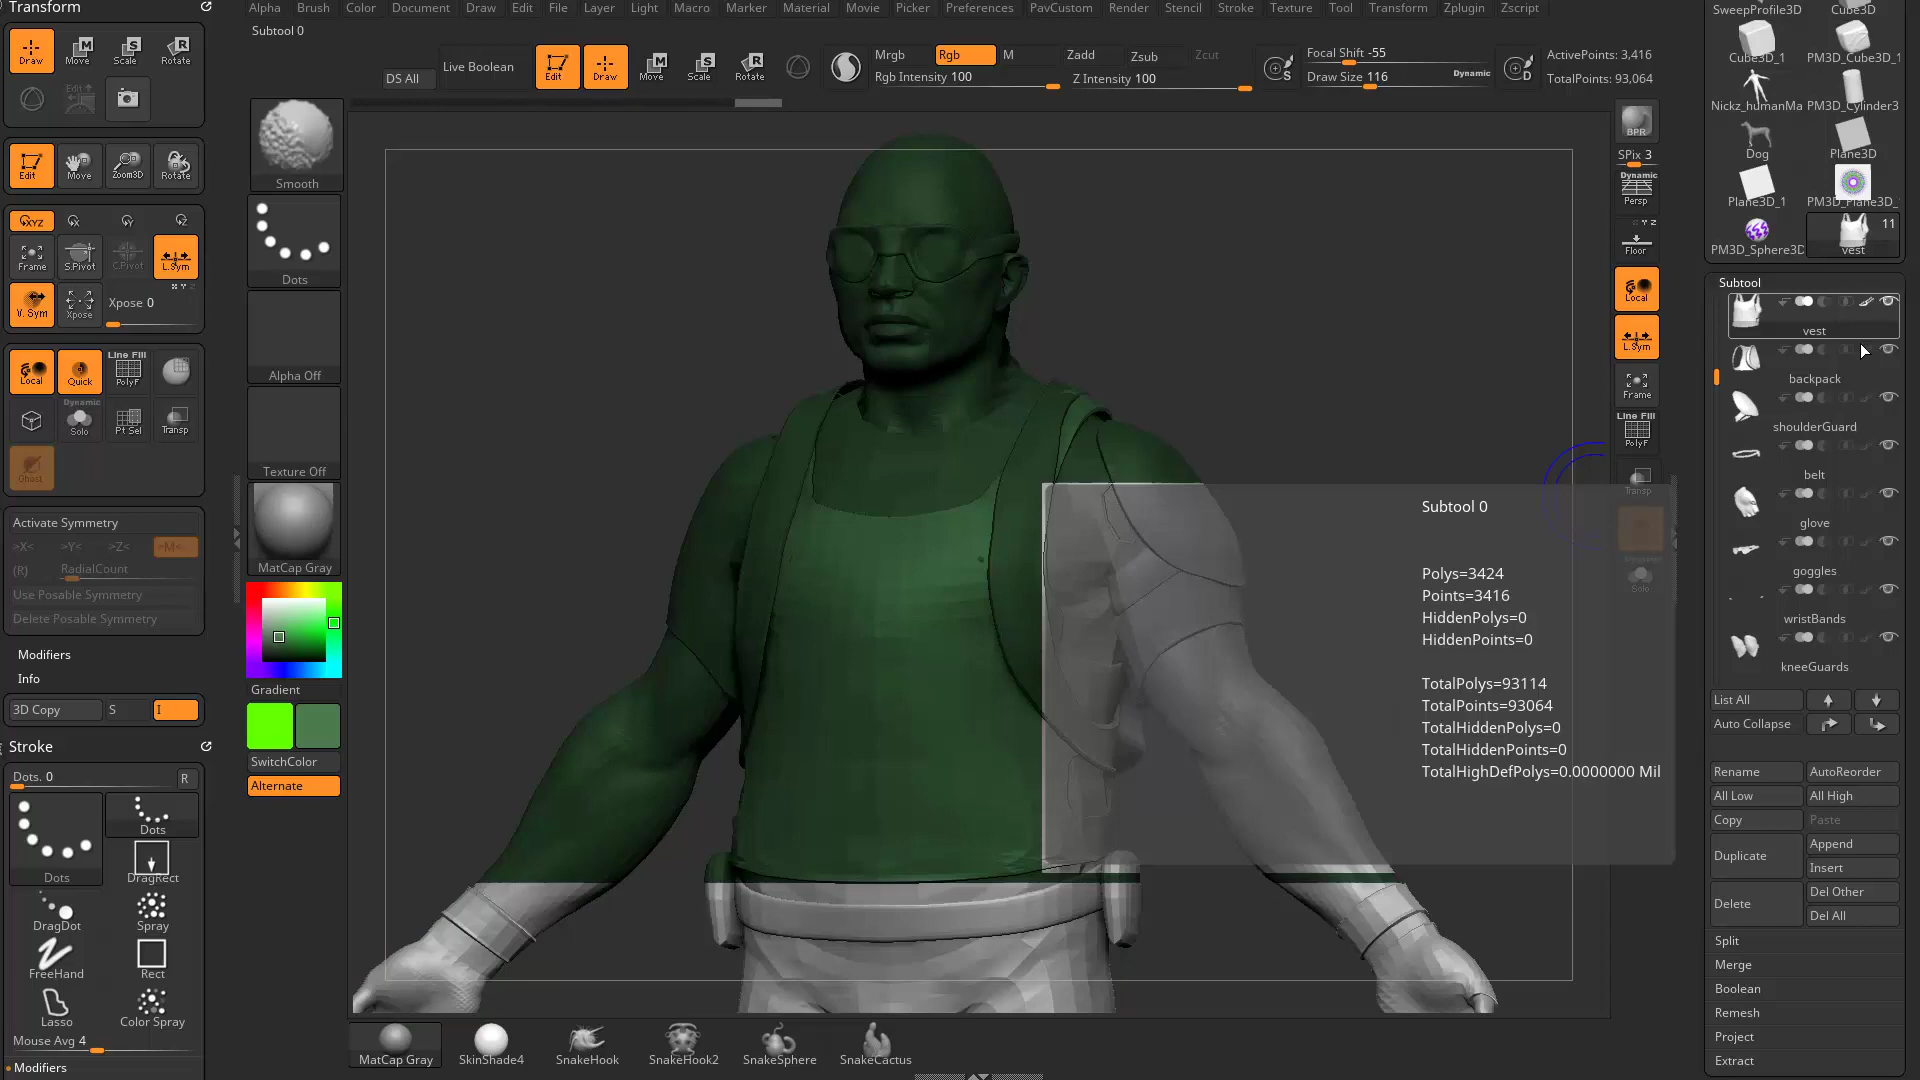 Transform
Alpha Brush Color Document Draw Edit File Layer Light Macro Marker Material Movie Picker Preferences PavCustom Render Stencil Stroke Texture Tool Transform Zplugin Zscript
Subtool 0
Draw Move Scale Rotate
Edit
DS All
Live Boolean
Edit Draw Move Scale Rotate
Mrgb Rgb M
Rgb Intensity 100
Zadd Zsub Zcut
Z Intensity 100
Focal Shift -55
Draw Size 116
Dynamic
ActivePoints: 3,416
TotalPoints: 93,064
Edit Move Zoom3D Rotate
XYZ X Y Z
Frame S.Pivot C.Pivot L.Sym
V. Sym Xpose
Xpose 0
Local Quick
Line Fill
PolyF
Dynamic
Solo Pt Sel Transp
Ghost
Activate Symmetry
>X< >Y< >Z< >M<
(R) RadialCount
Use Posable Symmetry
Delete Posable Symmetry
Modifiers
Info
3D Copy S I
Stroke
Dots. 0
R
Dots
Dots
DragRect
DragDot Spray
FreeHand Rect
Lasso Color Spray
Mouse Avg 4
Modifiers
Smooth
Dots
Alpha Off
Texture Off
MatCap Gray
Gradient
SwitchColor
Alternate
Subtool 0
Polys=3424
Points=3416
HiddenPolys=0
HiddenPoints=0
TotalPolys=93114
TotalPoints=93064
TotalHiddenPolys=0
TotalHiddenPoints=0
TotalHighDefPolys=0.0000000 Mil
MatCap Gray SkinShade4 SnakeHook SnakeHook2 SnakeSphere SnakeCactus
BPR
SPix 3
Dynamic
Persp
Floor
Local
L.Sym
Frame
Line Fill
PolyF
Transp
Solo
SweepProfile3D Cube3D
Cube3D_1 PM3D_Cube3D_1
Nickz_humanMa PM3D_Cylinder3
Dog Plane3D
Plane3D_1 PM3D_Plane3D_
11
PM3D_Sphere3D vest
Subtool
vest
backpack
shoulderGuard
belt
glove
goggles
wristBands
kneeGuards
List All
Auto Collapse
Rename AutoReorder
All Low All High
Copy Paste
Duplicate Append
Insert
Delete Del Other
Del All
Split
Merge
Boolean
Remesh
Project
Extract